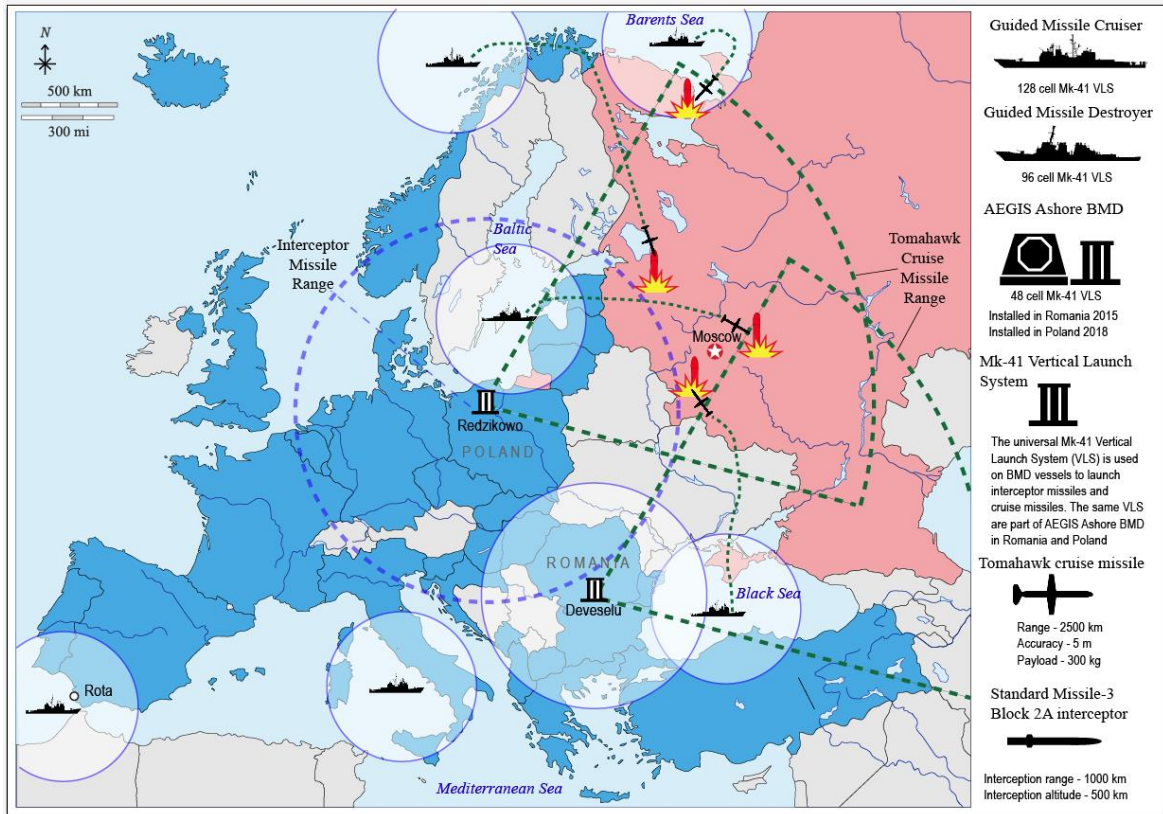 N
500 km
300 mi
Barents Sea
Baltic
Sea
Interceptor
Missile
Range
Tomahawk
Cruise
Missile
Range
Moscow
Redzikowo
POLAND
ROMANIA
Deveselu
Black Sea
Rota
Mediterranean Sea
Guided Missile Cruiser
128 cell Mk-41 VLS
Guided Missile Destroyer
96 cell Mk-41 VLS
AEGIS Ashore BMD
48 cell Mk-41 VLS
Installed in Romania 2015
Installed in Poland 2018
Mk-41 Vertical Launch
System
The universal Mk-41 Vertical
Launch System (VLS) is used
on BMD vessels to launch
interceptor missiles and
cruise missiles. The same VLS
are part of AEGIS Ashore BMD
in Romania and Poland
Tomahawk cruise missile
Range - 2500 km
Accuracy - 5 m
Payload - 300 kg
Standard Missile-3
Block 2A interceptor
Interception range - 1000 km
Interception altitude - 500 km